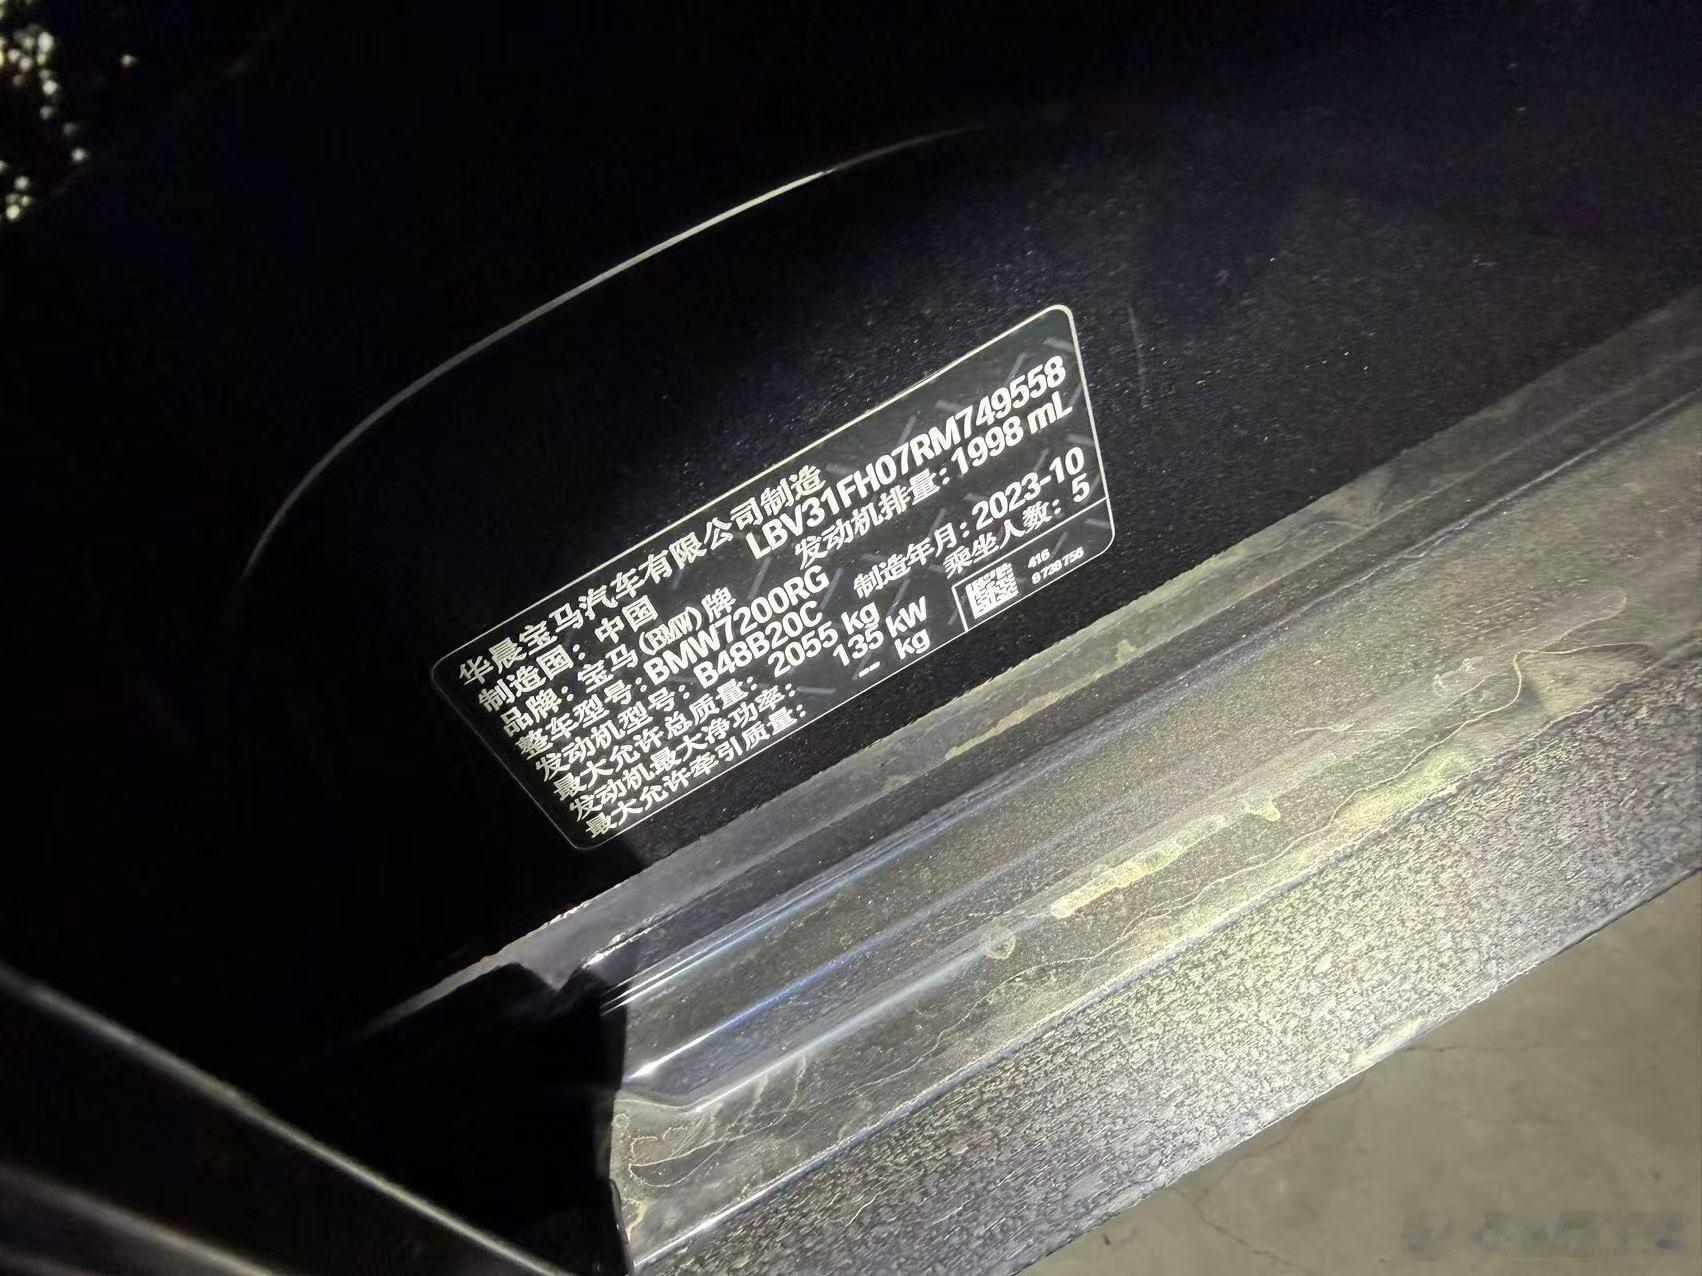 华晨宝马汽车有限公司制造
制造国：中国 LBV31FH07RM749558
品牌：宝马(BMW)牌 发动机排量：1998 mL
整车型号：BMW7200RG
发动机型号：B48B20C 制造年月：2023-10
最大允许总质量：2055 kg 乘坐人数：5
发动机最大净功率：135 kW
最大允许牵引质量：-- kg
416
8 738 756